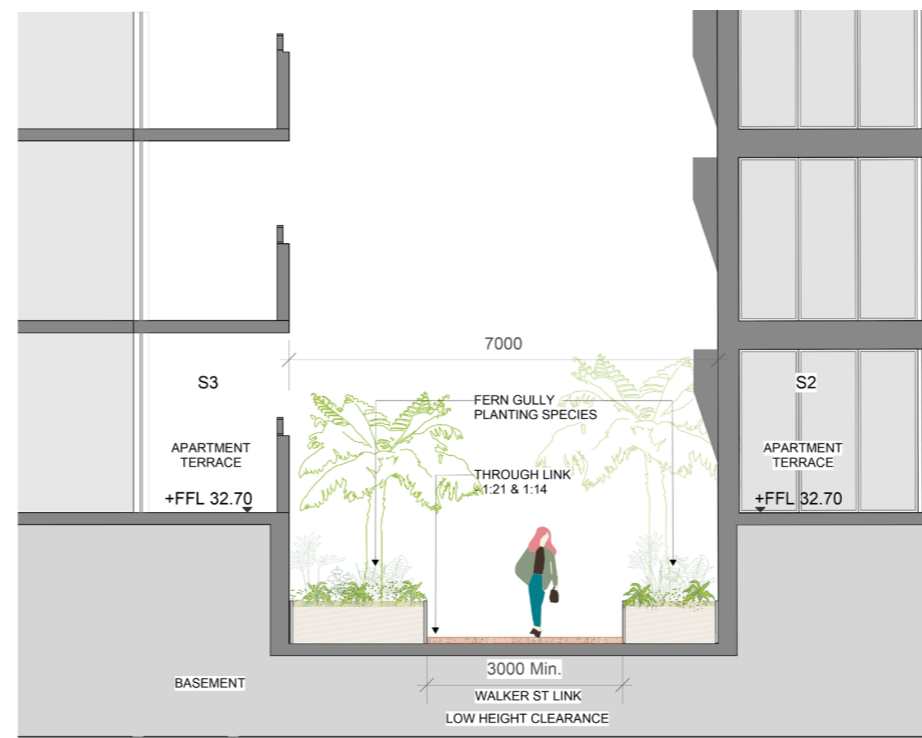 7000
S3
S2
FERN GULLY
PLANTING SPECIES
APARTMENT
TERRACE
APARTMENT
TERRACE
THROUGH LINK
1:21 & 1:14
+FFL 32.70
+FFL 32.70
3000 Min.
BASEMENT
WALKER ST LINK
LOW HEIGHT CLEARANCE